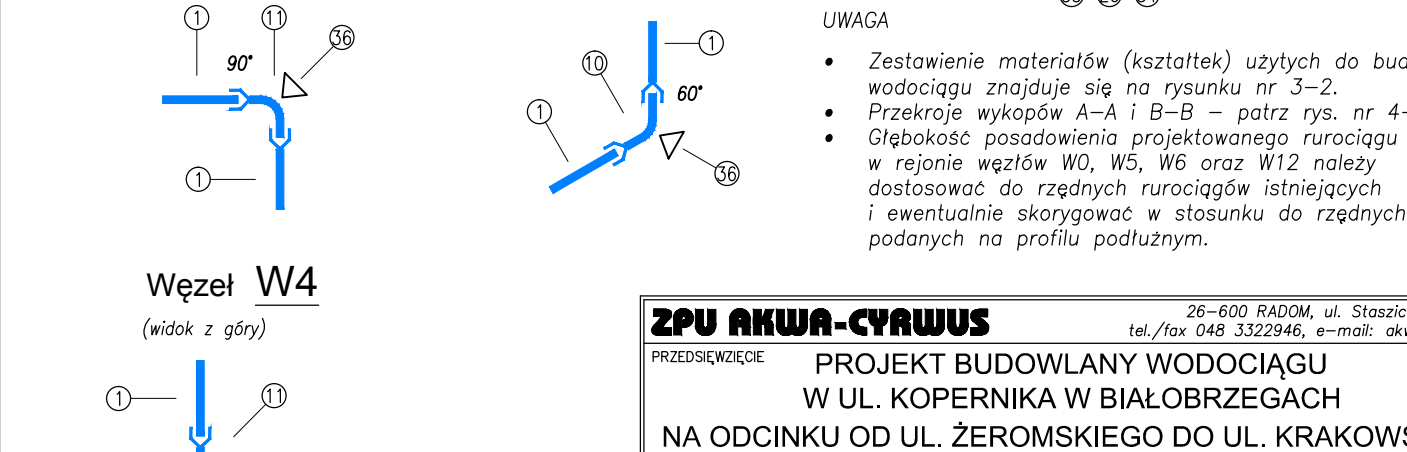 1
11
36
90°
1
1
10
60°
1
36
UWAGA
• Zestawienie materiałów (kształtek) użytych do bud
wodociągu znajduje się na rysunku nr 3-2.
• Przekroje wykopów A-A i B-B - patrz rys. nr 4-
• Głębokość posadowienia projektowanego rurociągu
w rejonie węzłów W0, W5, W6 oraz W12 należy
dostosować do rzędnych rurociągów istniejących
i ewentualnie skorygować w stosunku do rzędnych
podanych na profilu podłużnym.
Węzeł W4
(widok z góry)
1
11
ZPU AKWA-CYRWUS
26-600 RADOM, ul. Staszic
tel./fax 048 3322946, e-mail: akw
PRZEDSIĘWZIĘCIE
PROJEKT BUDOWLANY WODOCIĄGU
W UL. KOPERNIKA W BIAŁOBRZEGACH
NA ODCINKU OD UL. ŻEROMSKIEGO DO UL. KRAKOWS